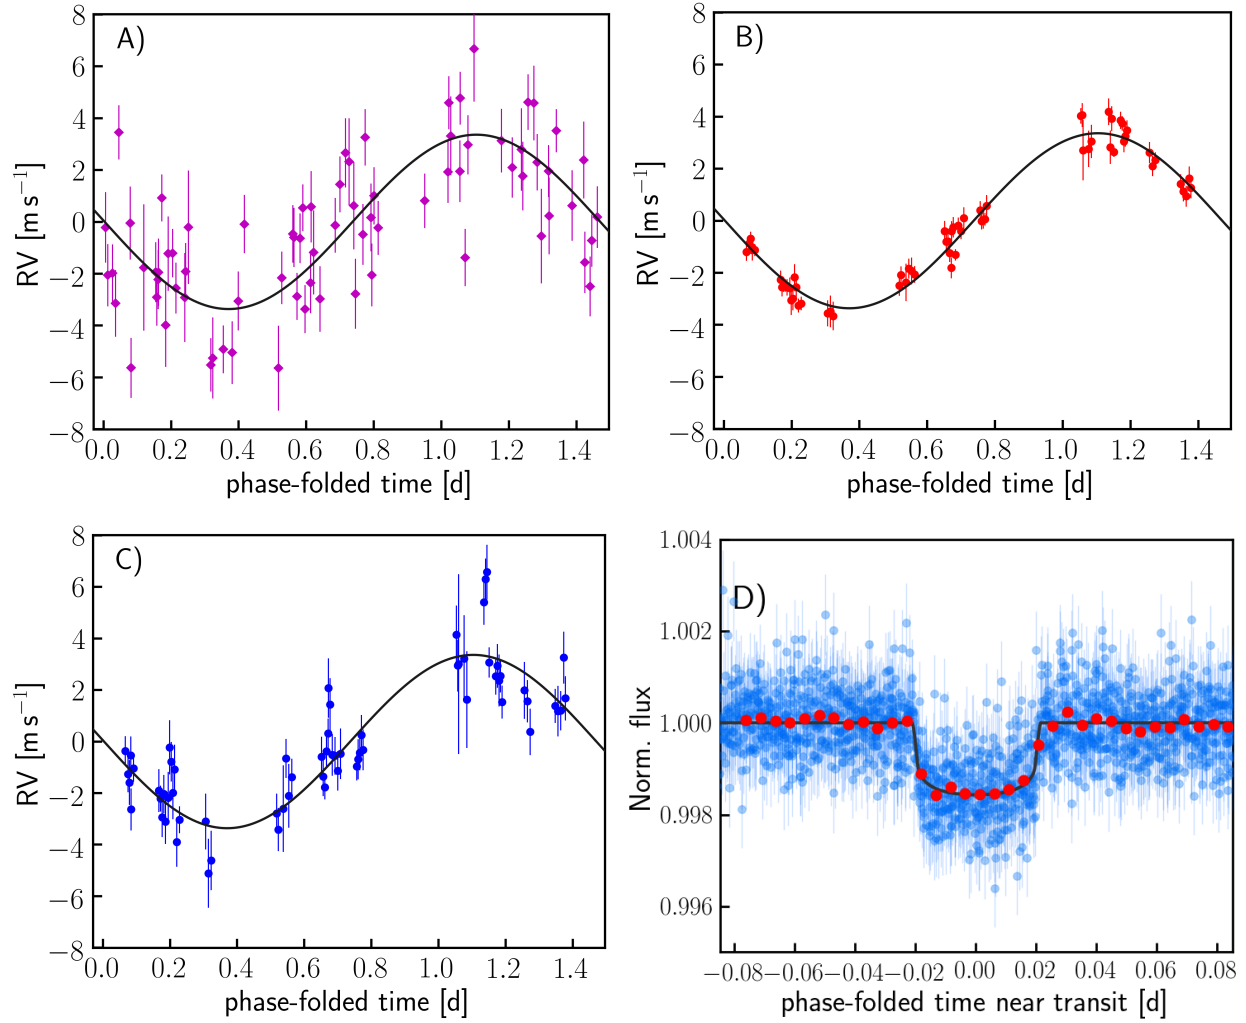 A)
8
6
4
2
0
−2
−4
−6
−8
RV [m s⁻¹]
0.0 0.2 0.4 0.6 0.8 1.0 1.2 1.4
phase-folded time [d]
B)
8
6
4
2
0
−2
−4
−6
−8
RV [m s⁻¹]
0.0 0.2 0.4 0.6 0.8 1.0 1.2 1.4
phase-folded time [d]
C)
8
6
4
2
0
−2
−4
−6
−8
RV [m s⁻¹]
0.0 0.2 0.4 0.6 0.8 1.0 1.2 1.4
phase-folded time [d]
D)
1.004
1.002
1.000
0.998
0.996
Norm. flux
−0.08 −0.06 −0.04 −0.02 0.00 0.02 0.04 0.06 0.08
phase-folded time near transit [d]